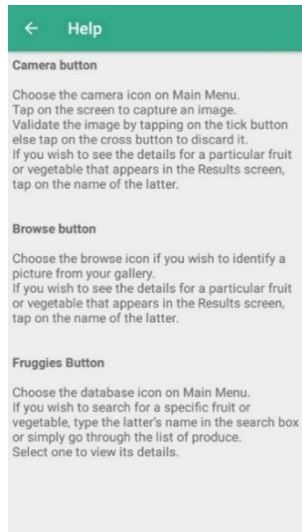 Help
Camera button
Choose the camera icon on Main Menu.
Tap on the screen to capture an image.
Validate the image by tapping on the tick button
else tap on the cross button to discard it.
If you wish to see the details for a particular fruit
or vegetable that appears in the Results screen,
tap on the name of the latter.
Browse button
Choose the browse icon if you wish to identify a
picture from your gallery.
If you wish to see the details for a particular fruit
or vegetable that appears in the Results screen,
tap on the name of the latter.
Fruggies Button
Choose the database icon on Main Menu.
If you wish to search for a specific fruit or
vegetable, type the latter's name in the search box
or simply go through the list of produce.
Select one to view its details.